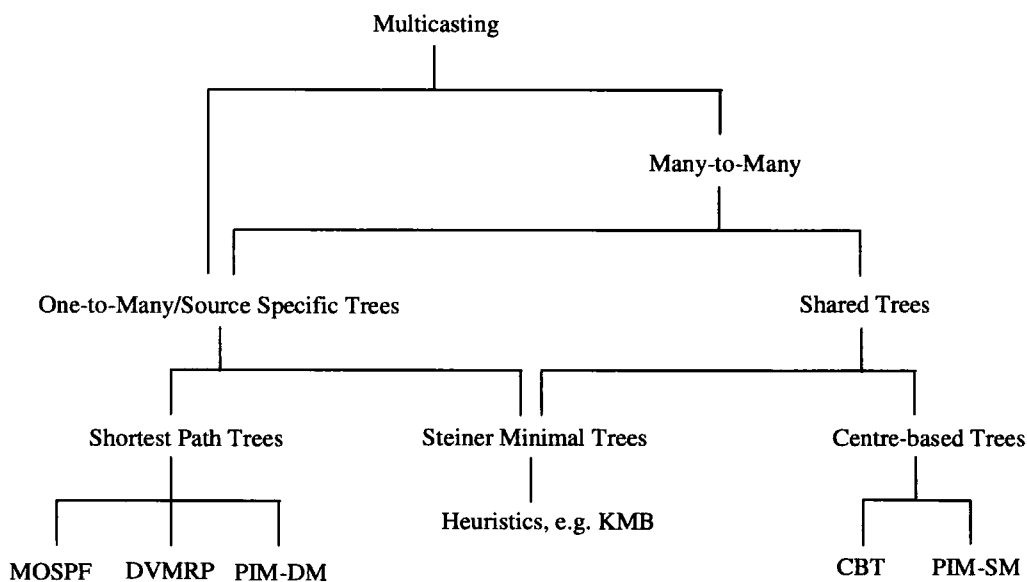 Multicasting
Many-to-Many
One-to-Many/Source Specific Trees
Shared Trees
Shortest Path Trees
Steiner Minimal Trees
Centre-based Trees
Heuristics, e.g. KMB
MOSPF
DVMRP
PIM-DM
CBT
PIM-SM